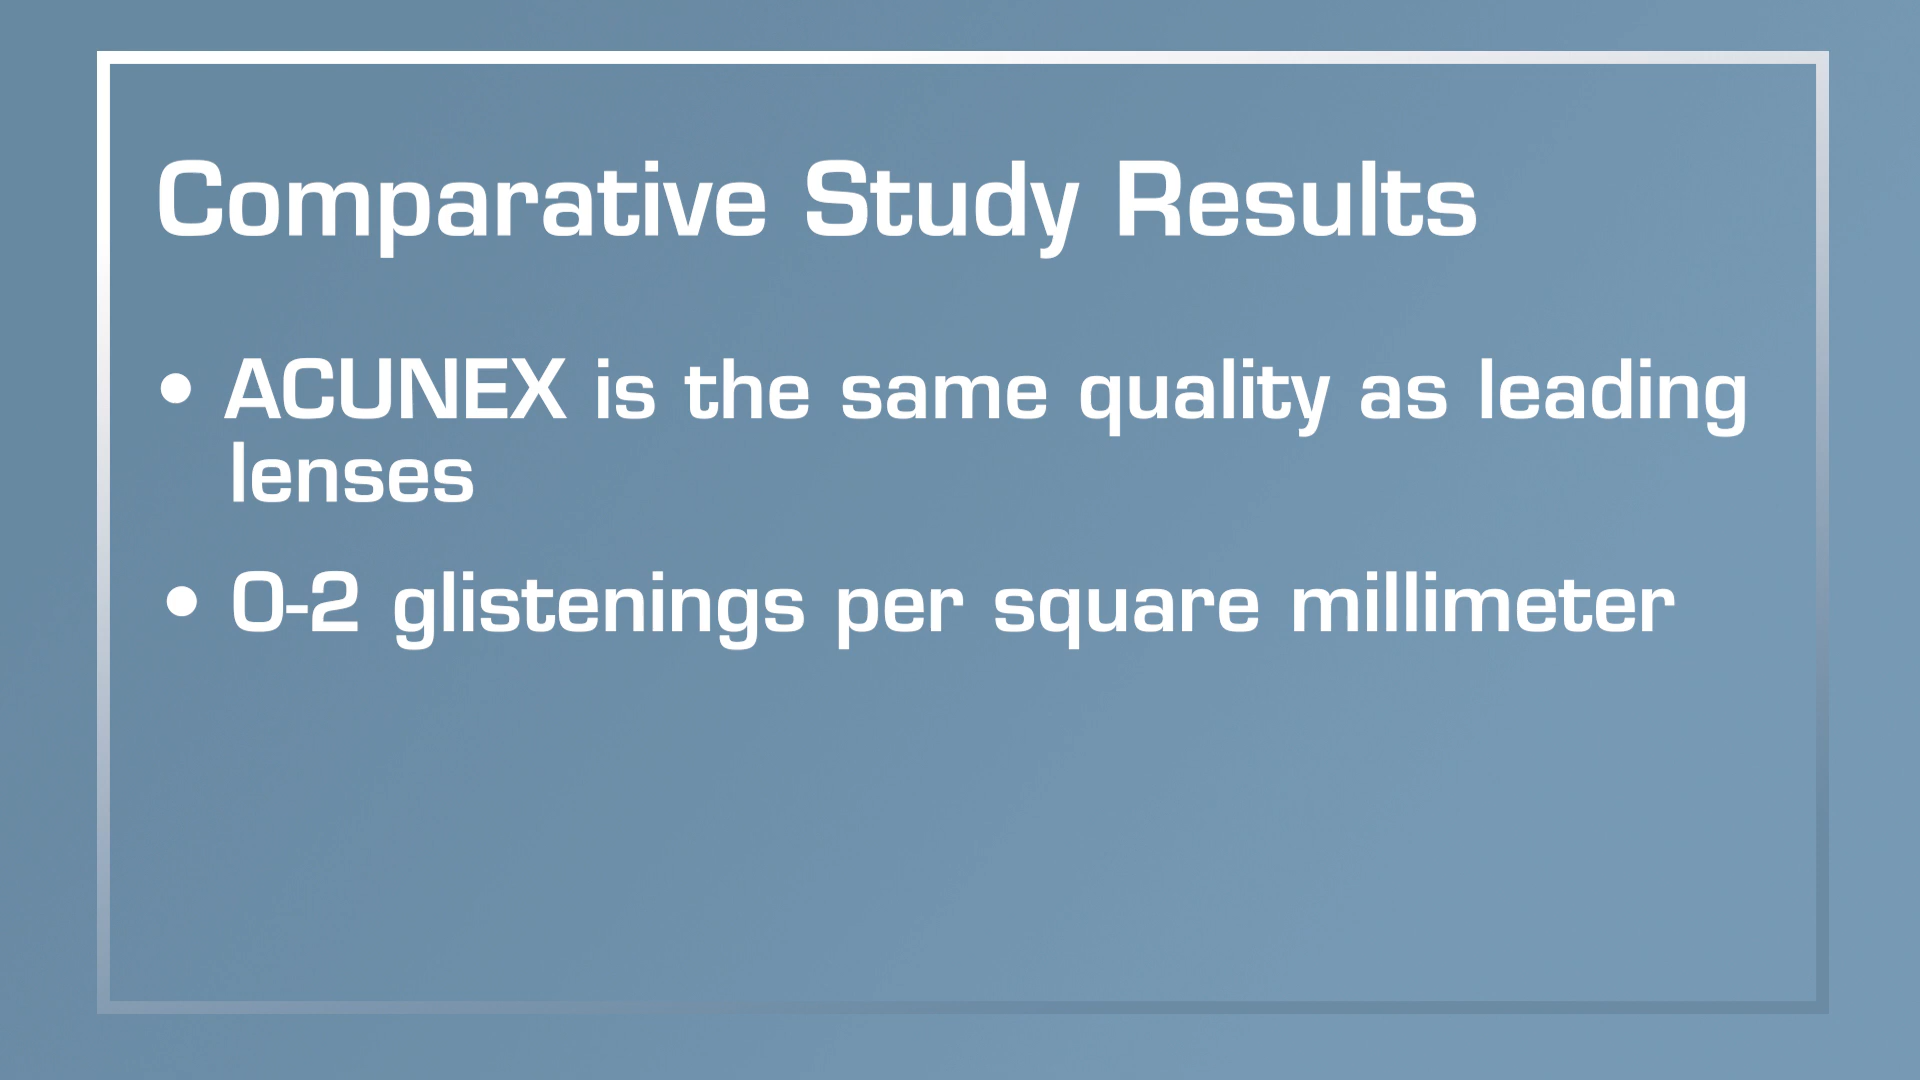 Comparative Study Results
• ACUNEX is the same quality as leading
lenses
• 0-2 glistenings per square millimeter